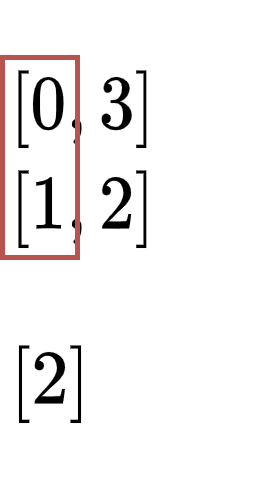 [0, 3]
[1, 2]
[2]